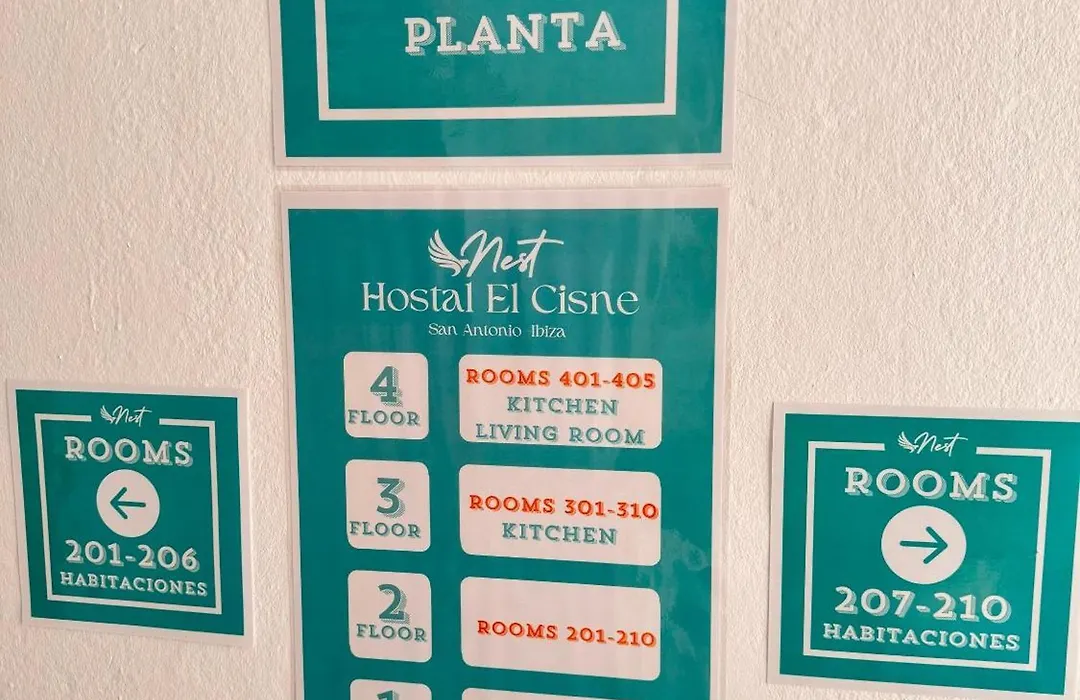 PLANTA
Nest
Hostal El Cisne
San Antonio Ibiza
4
FLOOR
ROOMS 401-405
KITCHEN
LIVING ROOM
3
FLOOR
ROOMS 301-310
KITCHEN
2
FLOOR
ROOMS 201-210
Nest
ROOMS
201-206
HABITACIONES
Nest
ROOMS
207-210
HABITACIONES